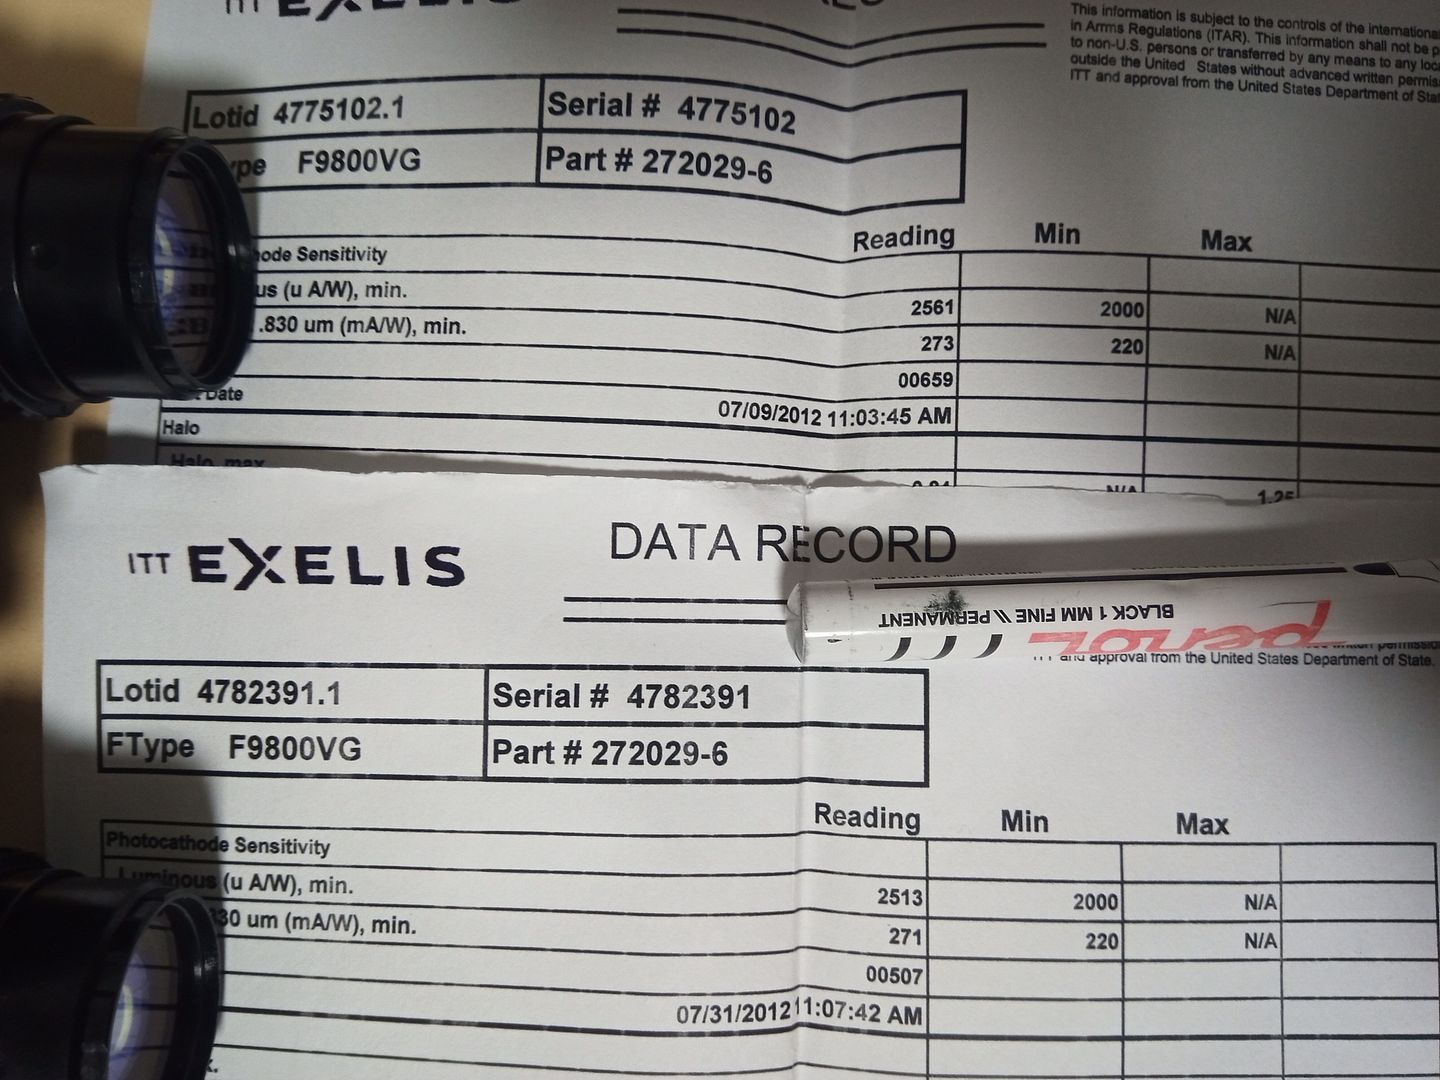 ITT EXELIS
This information is subject to the controls of the international
in Arms Regulations (ITAR). This information shall not be
to non-U.S. persons or transferred by any means to any
outside the United States without advanced written
ITT and approval from the United States Department of
Lotid 4775102.1 Serial # 4775102
F9800VG Part # 272029-6
Reading Min Max
Sensitivity
(u A/W), min. 2561 2000 N/A
.830 um (mA/W), min. 273 220 N/A
00659
Date 07/09/2012 11:03:45 AM
Halo
Halo, max N/A 1.25
ITT EXELIS DATA RECORD
BLACK 1 MM FINE // PERMANENT
penol
and approval from the United States Department of State.
Lotid 4782391.1 Serial # 4782391
FType F9800VG Part # 272029-6
Reading Min Max
Photocathode Sensitivity
Luminous (u A/W), min. 2513 2000 N/A
830 um (mA/W), min. 271 220 N/A
00507
07/31/2012 11:07:42 AM